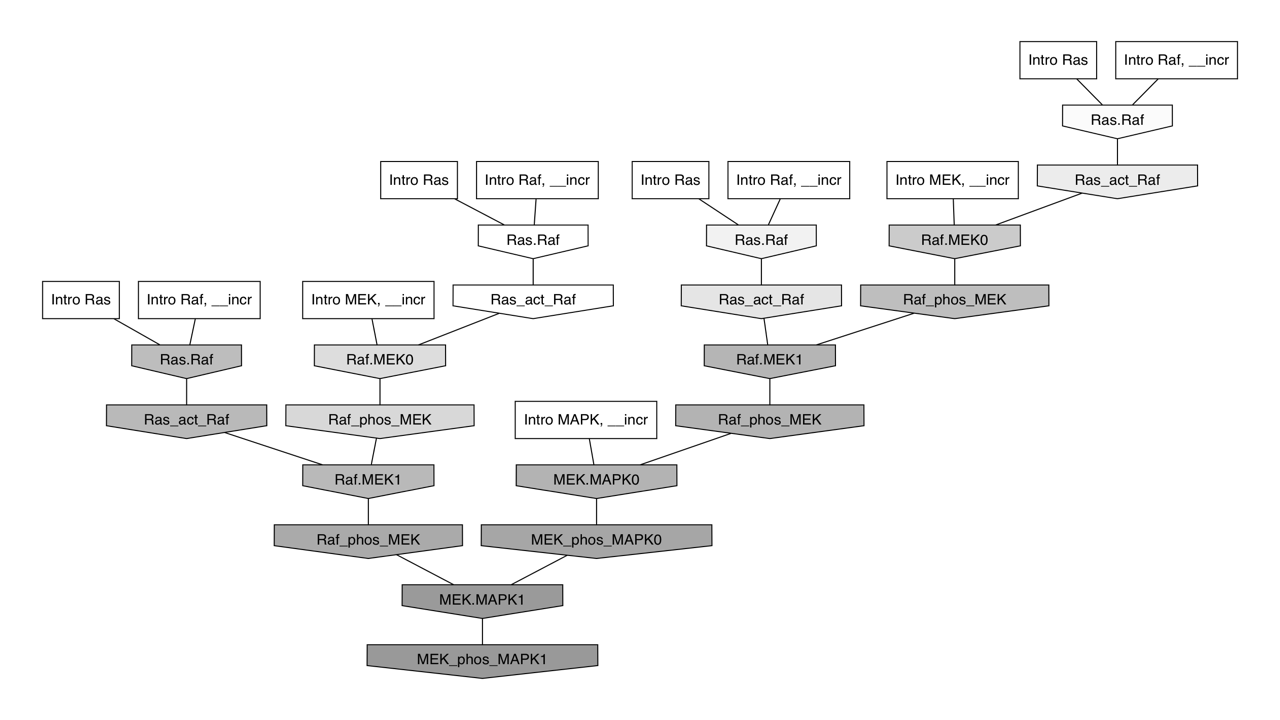 Intro Ras
Intro Raf, __incr
Ras.Raf
Intro Ras
Intro Raf, __incr
Intro Ras
Intro Raf, __incr
Intro MEK, __incr
Ras_act_Raf
Ras.Raf
Ras.Raf
Raf.MEK0
Intro Ras
Intro Raf, __incr
Intro MEK, __incr
Ras_act_Raf
Ras_act_Raf
Raf_phos_MEK
Ras.Raf
Raf.MEK0
Raf.MEK1
Ras_act_Raf
Raf_phos_MEK
Intro MAPK, __incr
Raf_phos_MEK
Raf.MEK1
MEK.MAPK0
Raf_phos_MEK
MEK_phos_MAPK0
MEK.MAPK1
MEK_phos_MAPK1